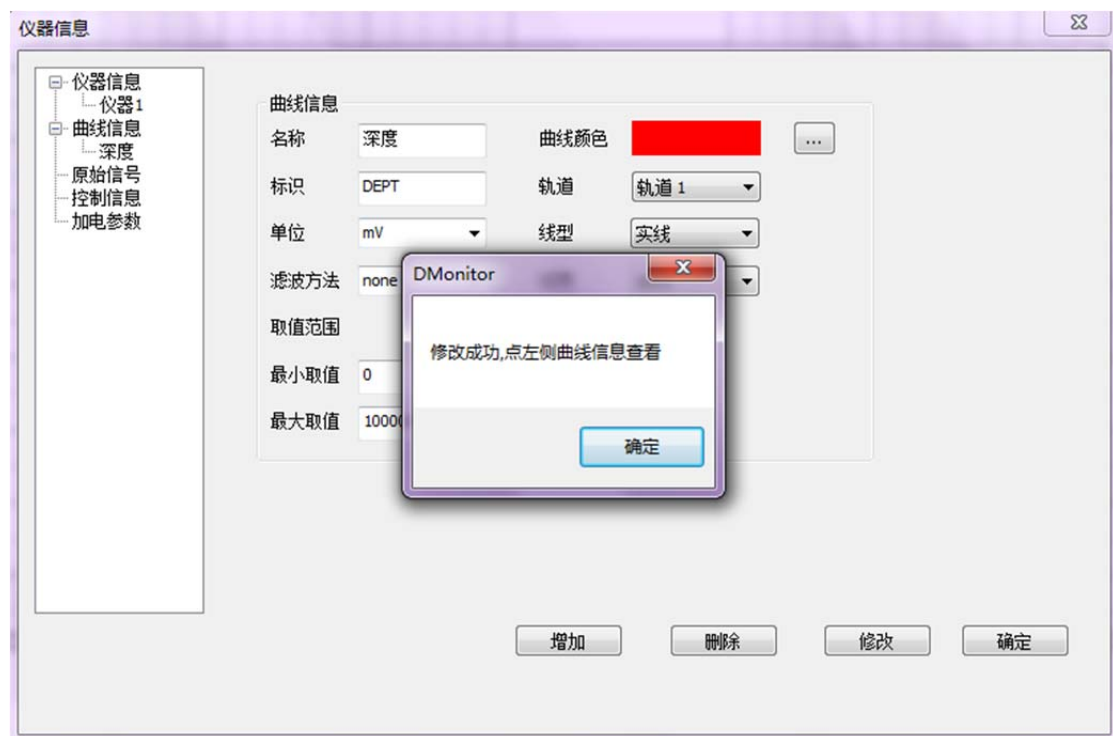 仪器信息
仪器信息
仪器1
曲线信息
深度
原始信号
控制信息
加电参数
曲线信息
名称 深度 曲线颜色 ...
标识 DEPT 轨道 轨道 1
单位 mV 线型 实线
滤波方法 none
取值范围
最小取值 0
最大取值
DMonitor
修改成功,点左侧曲线信息查看
确定
增加 删除 修改 确定